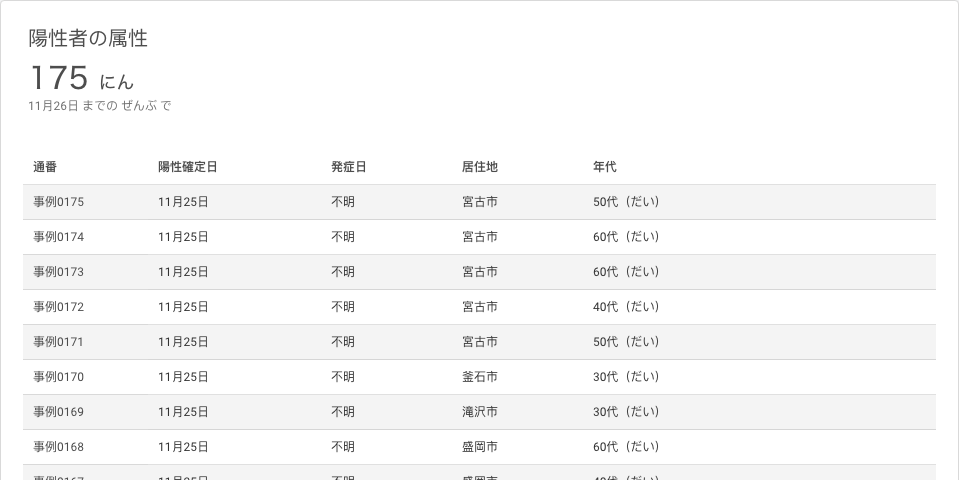 陽性者の属性
175 にん
11月26日 までの ぜんぶ で
通番 陽性確定日 発症日 居住地 年代
事例0175 11月25日 不明 宮古市 50代（だい）
事例0174 11月25日 不明 宮古市 60代（だい）
事例0173 11月25日 不明 宮古市 60代（だい）
事例0172 11月25日 不明 宮古市 40代（だい）
事例0171 11月25日 不明 宮古市 50代（だい）
事例0170 11月25日 不明 釜石市 30代（だい）
事例0169 11月25日 不明 滝沢市 30代（だい）
事例0168 11月25日 不明 盛岡市 60代（だい）